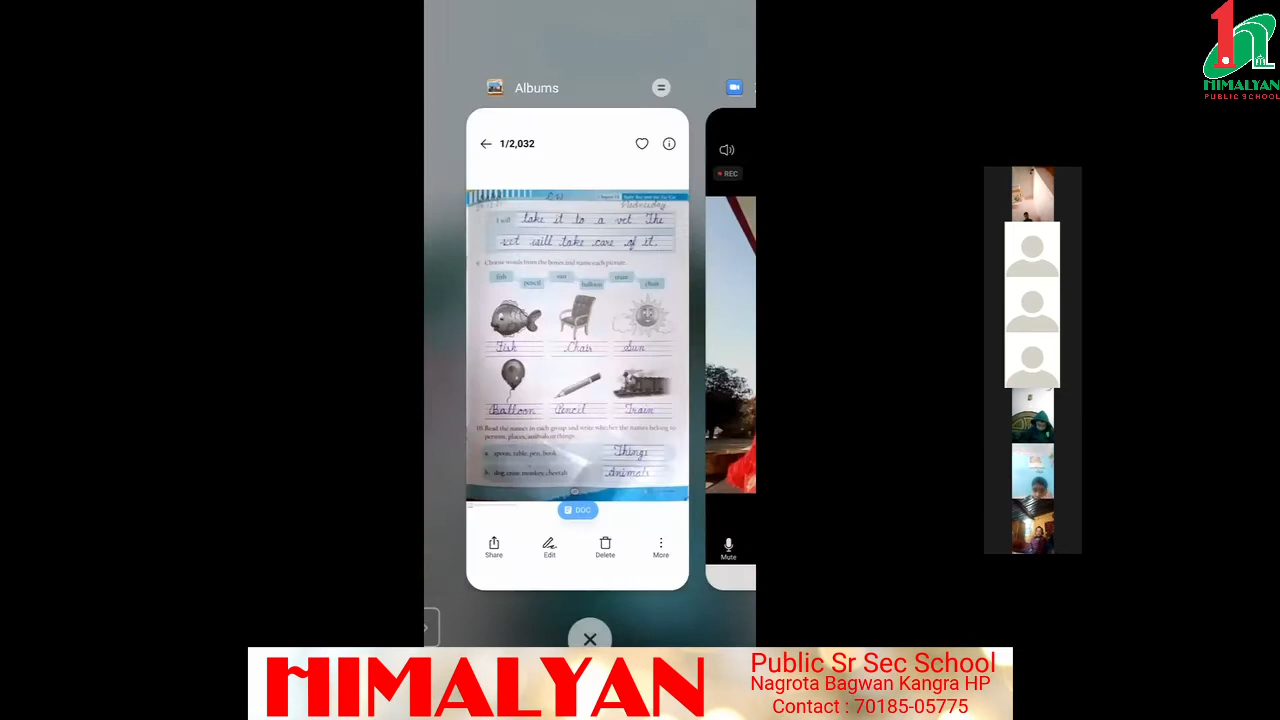 HIMALYAN
PUBLIC SCHOOL
Albums
1/2,032
REC
C.W
Wednesday
I will take it to a vet The
vet will take care of it.
Choose words from the boxes and name each picture.
fish pencil sun balloon train chair
Fish Chair Sun
Balloon Pencil Train
10. Read the names in each group and write whether the names belong to
persons, places, animals or things.
a. spoon, table, pen, book Things
b. dog, monkey, cheetah Animals
DOC
Share Edit Delete More
Mute
HIMALYAN
Public Sr Sec School
Nagrota Bagwan Kangra HP
Contact : 70185-05775